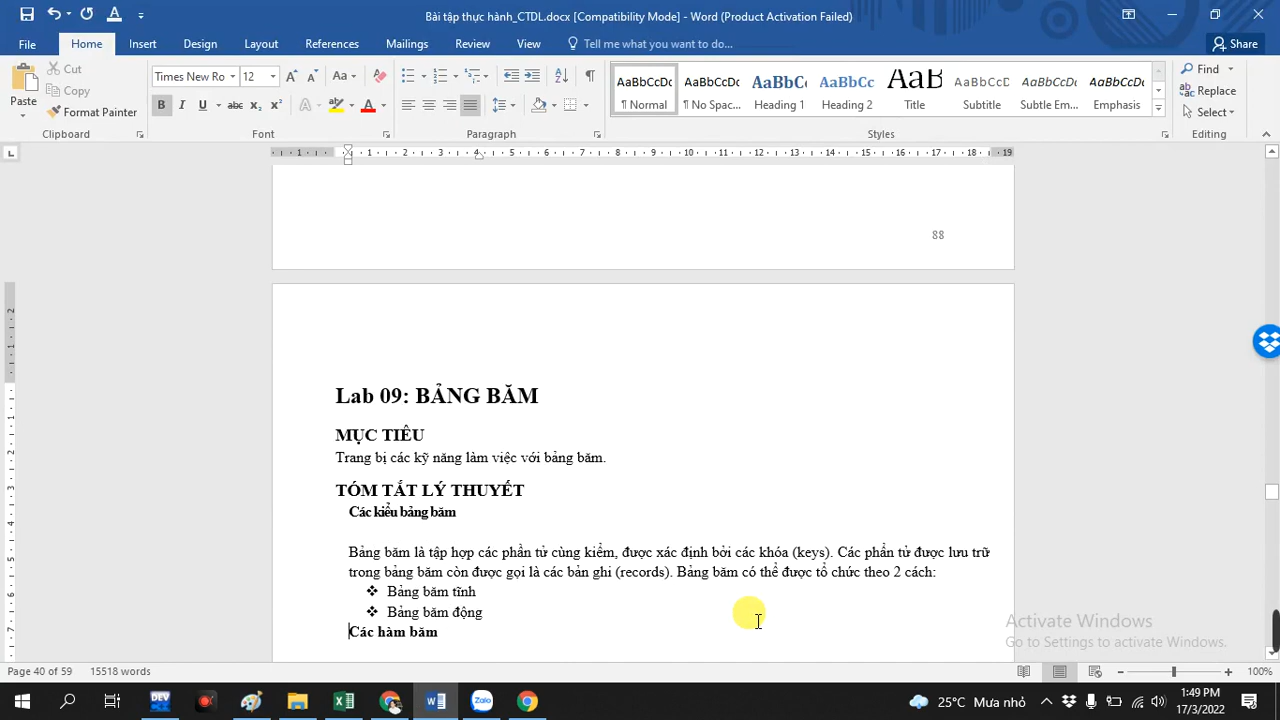 Bài tập thực hành_CTDL.docx [Compatibility Mode] - Word (Product Activation Failed)
File Home Insert Design Layout References Mailings Review View Tell me what you want to do... Share
Paste
Cut
Copy
Format Painter
Times New Ro 12
AaBbCcDc AaBbCcDc AaBbCc AaBbCc AaB AaBbCcD AaBbCcDc AaBbCcDc
¶ Normal ¶ No Spac... Heading 1 Heading 2 Title Subtitle Subtle Em... Emphasis
Find
Replace
Select
Clipboard Font Paragraph Styles Editing
88
Lab 09: BẢNG BĂM
MỤC TIÊU
Trang bị các kỹ năng làm việc với bảng băm.
TÓM TẮT LÝ THUYẾT
Các kiểu bảng băm
Bảng băm là tập hợp các phần tử cùng kiểm, được xác định bởi các khóa (keys). Các phần tử được lưu trữ
trong bảng băm còn được gọi là các bản ghi (records). Bảng băm có thể được tổ chức theo 2 cách:
❖ Bảng băm tĩnh
❖ Bảng băm động
Các hàm băm
Activate Windows
Go to Settings to activate Windows.
Page 40 of 59 15518 words 100%
25°C Mưa nhỏ
1:49 PM
17/3/2022